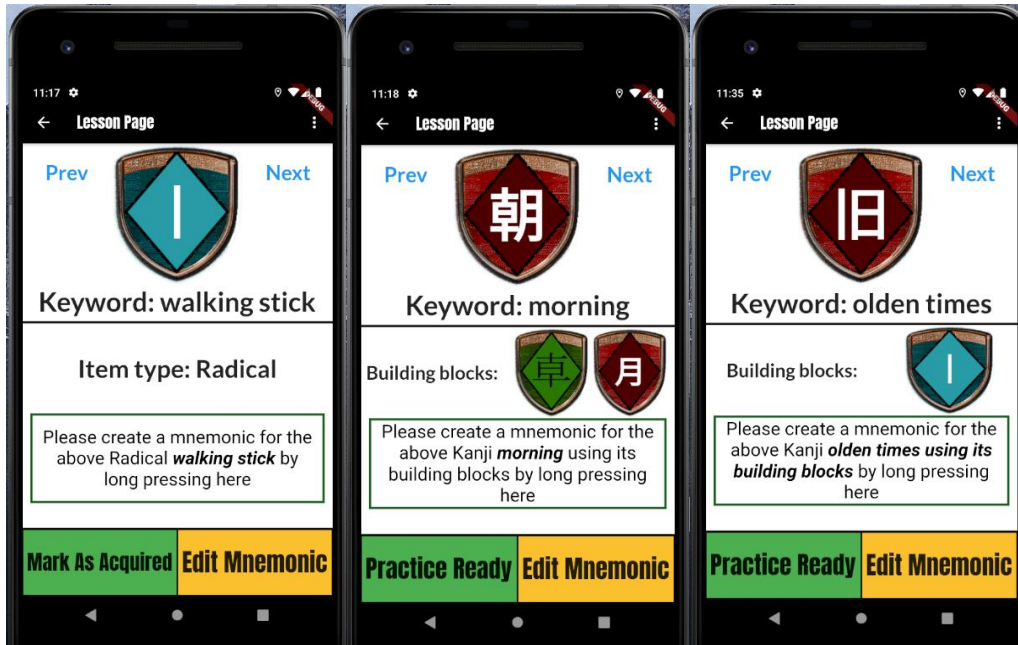 11:17
DEBUG
Lesson Page
Prev
丨
Next
Keyword: walking stick
Item type: Radical
Please create a mnemonic for the
above Radical walking stick by
long pressing here
Mark As Acquired
Edit Mnemonic
11:18
DEBUG
Lesson Page
Prev
朝
Next
Keyword: morning
Building blocks:
卓 月
Please create a mnemonic for the
above Kanji morning using its
building blocks by long pressing
here
Practice Ready
Edit Mnemonic
11:35
DEBUG
Lesson Page
Prev
旧
Next
Keyword: olden times
Building blocks:
丨
Please create a mnemonic for the
above Kanji olden times using its
building blocks by long pressing
here
Practice Ready
Edit Mnemonic